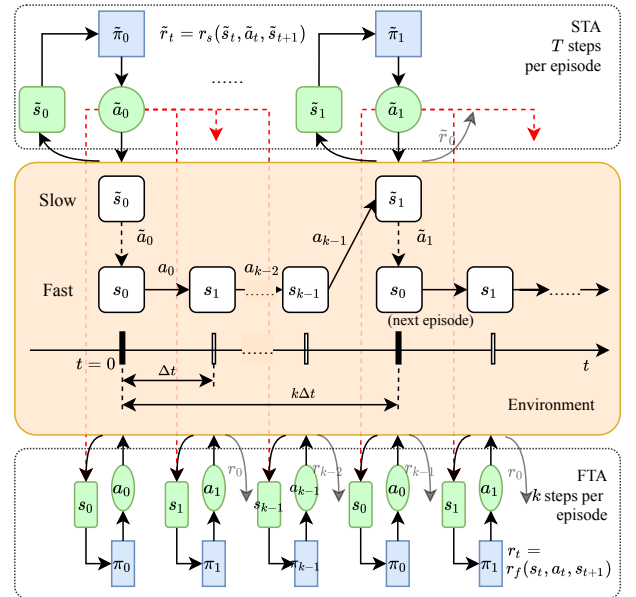 π̃₀
r̃ₜ = rₛ(s̃ₜ, ãₜ, s̃ₜ₊₁)
π̃₁
STA
T steps
per episode
......
s̃₀
ã₀
s̃₁
ã₁
r̃₀
Slow
s̃₀
s̃₁
ã₀
aₖ₋₁
ã₁
Fast
s₀
a₀
s₁
aₖ₋₂
......
sₖ₋₁
s₀
s₁
......
(next episode)
t = 0
......
t
Δt
kΔt
Environment
s₀
a₀
s₁
a₁
r₀
sₖ₋₁
aₖ₋₁
rₖ₋₂
s₀
a₀
rₖ₋₁
s₁
a₁
r₀
FTA
k steps per
episode
π₀
π₁
πₖ₋₁
π₀
π₁
rₜ =
r_f(sₜ, aₜ, sₜ₊₁)